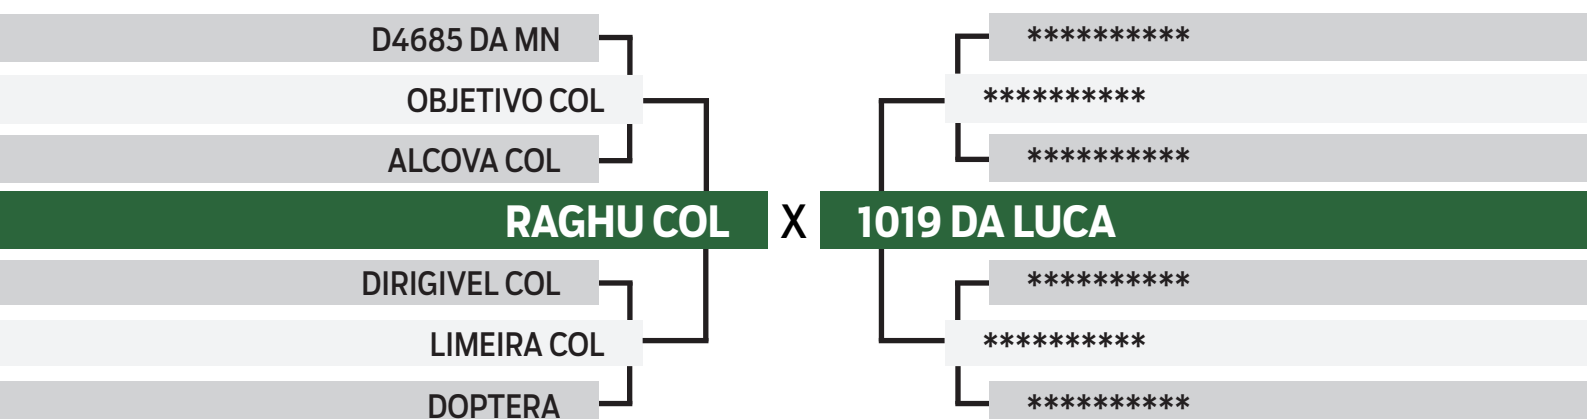 D4685 DA MN
OBJETIVO COL
ALCOVA COL
RAGHU COL
DIRIGIVEL COL
LIMEIRA COL
DOPTERA
X
**********
**********
**********
1019 DA LUCA
**********
**********
**********